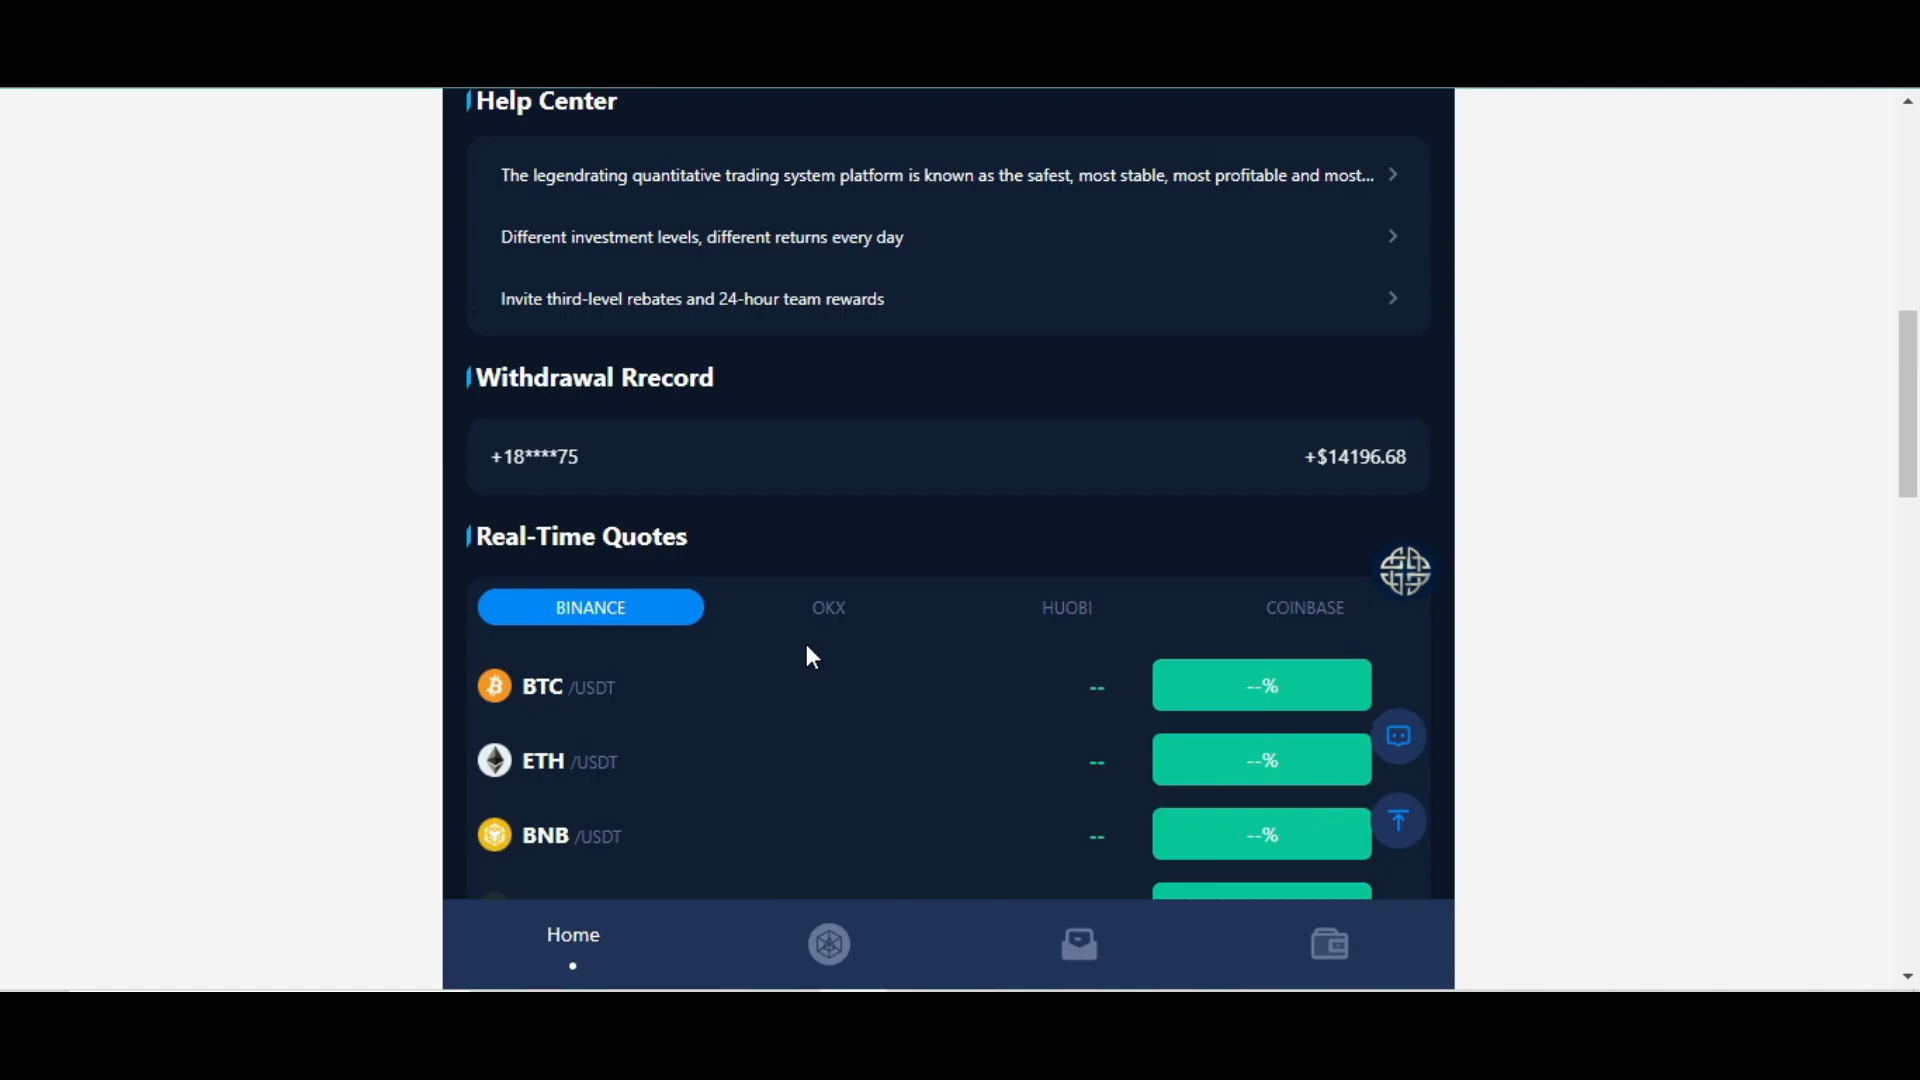 Help Center
The legendrating quantitative trading system platform is known as the safest, most stable, most profitable and most...
Different investment levels, different returns every day
Invite third-level rebates and 24-hour team rewards
Withdrawal Rrecord
+18****75 +$14196.68
Real-Time Quotes
BINANCE OKX HUOBI COINBASE
BTC /USDT -- --%
ETH /USDT -- --%
BNB /USDT -- --%
Home